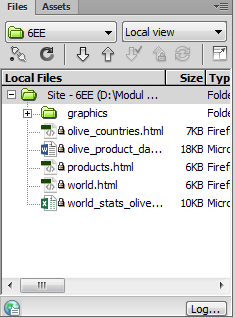 Files Assets
6EE Local view
Local Files Size Typ
Site - 6EE (D:\Modul ... Folde
graphics Folde
olive_countries.html 7KB Firef
olive_product_da... 18KB Micro
products.html 6KB Firef
world.html 6KB Firef
world_stats_olive... 10KB Micro
Log...